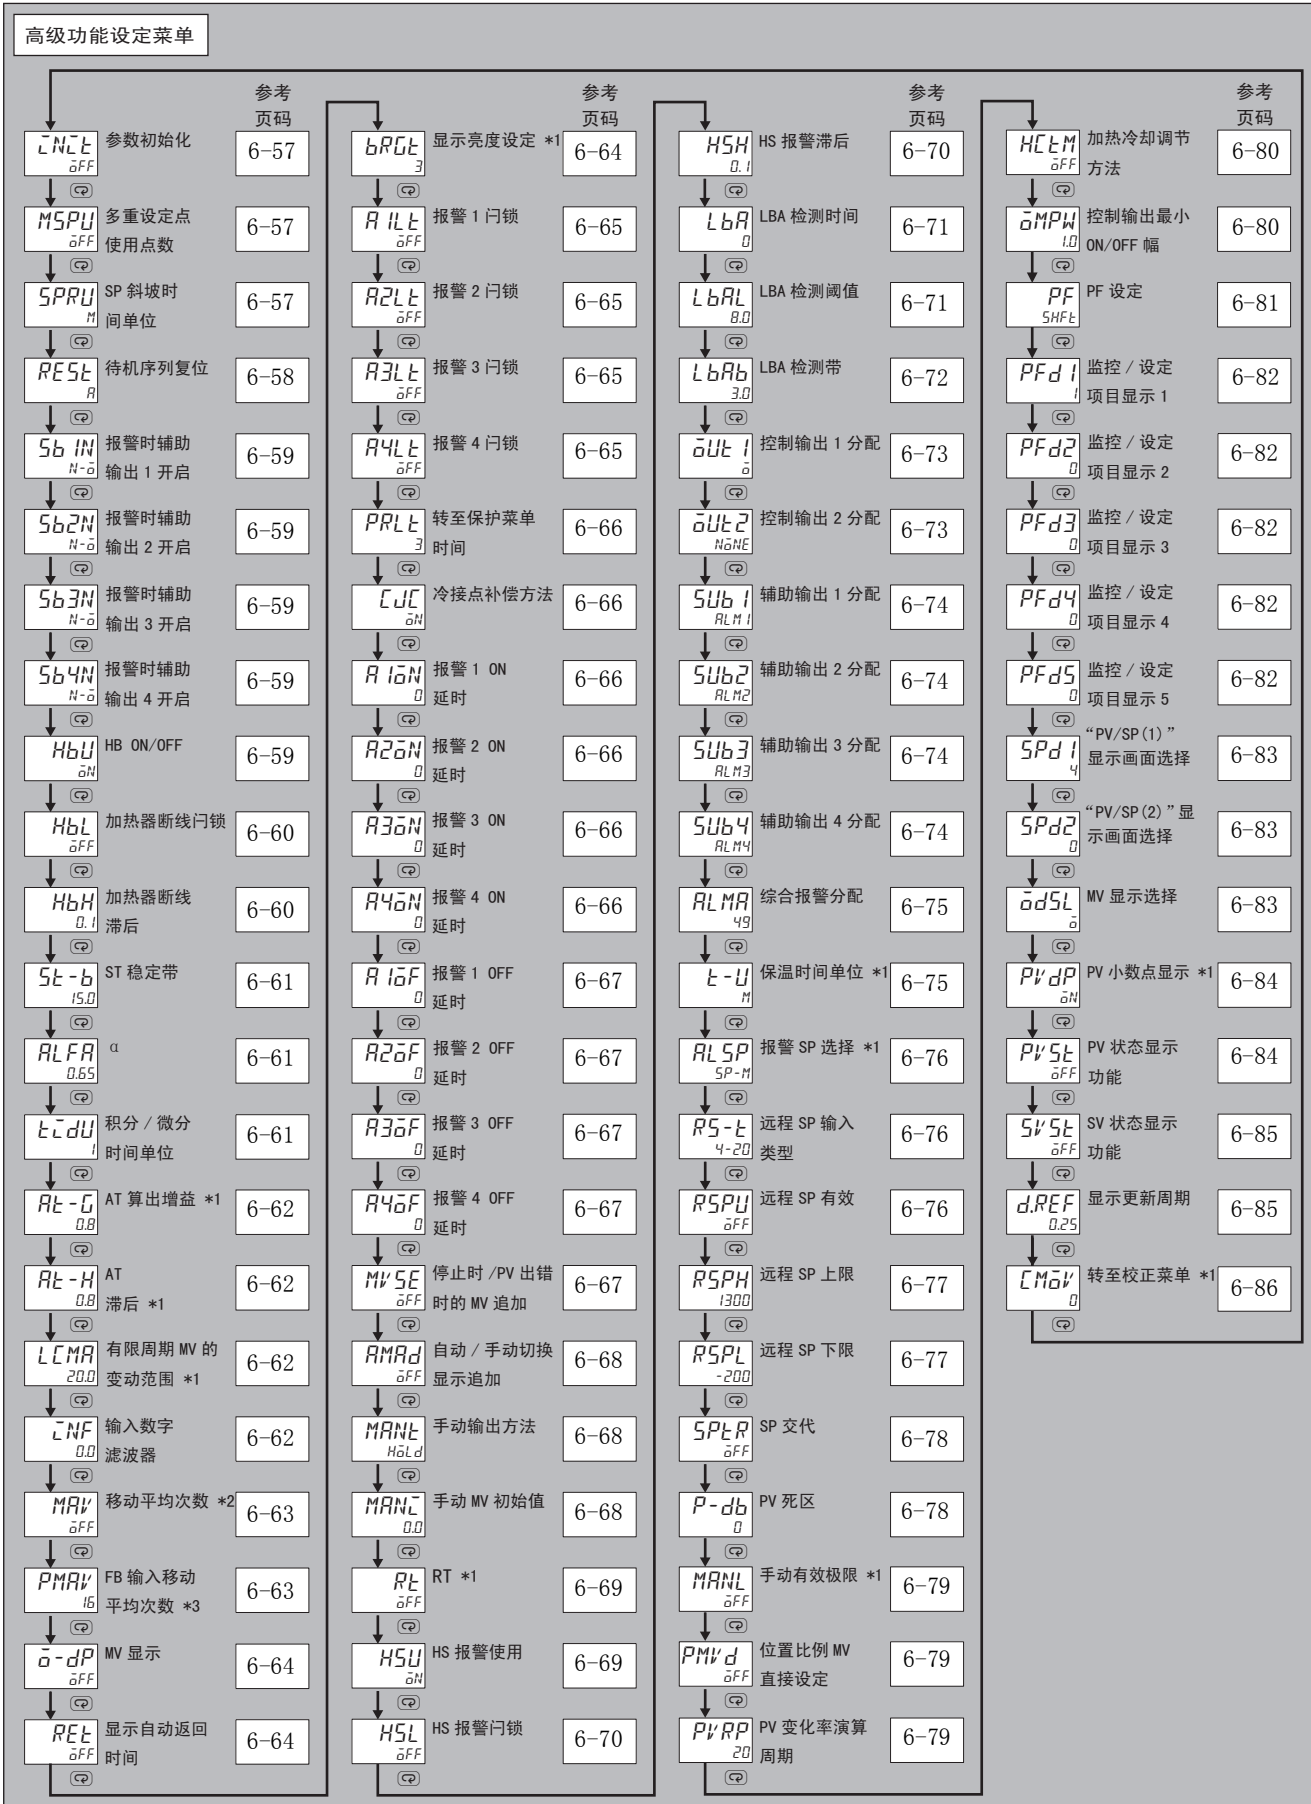 高级功能设定菜单
参考
页码
INIT
OFF
参数初始化
6-57
MSPU
OFF
多重设定点
使用点数
6-57
SPRU
M
SP 斜坡时
间单位
6-57
REST
A
待机序列复位
6-58
SB1N
N-O
报警时辅助
输出 1 开启
6-59
SB2N
N-O
报警时辅助
输出 2 开启
6-59
SB3N
N-O
报警时辅助
输出 3 开启
6-59
SB4N
N-O
报警时辅助
输出 4 开启
6-59
HBU
ON
HB ON/OFF
6-59
HBL
OFF
加热器断线闩锁
6-60
HBH
0.1
加热器断线
滞后
6-60
ST-B
15.0
ST 稳定带
6-61
ALFA
0.65
α
6-61
TIDU
1
积分 / 微分
时间单位
6-61
AT-G
0.8
AT 算出增益 *1
6-62
AT-H
0.8
AT
滞后 *1
6-62
LCMA
20.0
有限周期 MV 的
变动范围 *1
6-62
INF
0.0
输入数字
滤波器
6-62
MAV
OFF
移动平均次数 *2
6-63
PMAV
16
FB 输入移动
平均次数 *3
6-63
O-DP
OFF
MV 显示
6-64
RET
OFF
显示自动返回
时间
6-64
参考
页码
BRGT
3
显示亮度设定 *1
6-64
A1LT
OFF
报警 1 闩锁
6-65
A2LT
OFF
报警 2 闩锁
6-65
A3LT
OFF
报警 3 闩锁
6-65
A4LT
OFF
报警 4 闩锁
6-65
PRLT
3
转至保护菜单
时间
6-66
CJC
ON
冷接点补偿方法
6-66
A1ON
0
报警 1 ON
延时
6-66
A2ON
0
报警 2 ON
延时
6-66
A3ON
0
报警 3 ON
延时
6-66
A4ON
0
报警 4 ON
延时
6-66
A1OF
0
报警 1 OFF
延时
6-67
A2OF
0
报警 2 OFF
延时
6-67
A3OF
0
报警 3 OFF
延时
6-67
A4OF
0
报警 4 OFF
延时
6-67
MVSE
OFF
停止时 /PV 出错
时的 MV 追加
6-67
AMAD
OFF
自动 / 手动切换
显示追加
6-68
MANT
HOLD
手动输出方法
6-68
MANI
0.0
手动 MV 初始值
6-68
RT
OFF
RT *1
6-69
HSU
ON
HS 报警使用
6-69
HSL
OFF
HS 报警闩锁
6-70
参考
页码
HSH
0.1
HS 报警滞后
6-70
LBA
0
LBA 检测时间
6-71
LBAL
8.0
LBA 检测阈值
6-71
LBAB
3.0
LBA 检测带
6-72
OUT1
O
控制输出 1 分配
6-73
OUT2
NONE
控制输出 2 分配
6-73
SUB1
ALM1
辅助输出 1 分配
6-74
SUB2
ALM2
辅助输出 2 分配
6-74
SUB3
ALM3
辅助输出 3 分配
6-74
SUB4
ALM4
辅助输出 4 分配
6-74
ALMA
49
综合报警分配
6-75
T-U
M
保温时间单位 *1
6-75
ALSP
SP-M
报警 SP 选择 *1
6-76
RS-T
4-20
远程 SP 输入
类型
6-76
RSPU
OFF
远程 SP 有效
6-76
RSPH
1300
远程 SP 上限
6-77
RSPL
-200
远程 SP 下限
6-77
SPTR
OFF
SP 交代
6-78
P-DB
0
PV 死区
6-78
MANL
OFF
手动有效极限 *1
6-79
PMVD
OFF
位置比例 MV
直接设定
6-79
PVRP
20
PV 变化率演算
周期
6-79
参考
页码
HCTM
OFF
加热冷却调节
方法
6-80
OMPW
1.0
控制输出最小
ON/OFF 幅
6-80
PF
SHFT
PF 设定
6-81
PFD1
1
监控 / 设定
项目显示 1
6-82
PFD2
0
监控 / 设定
项目显示 2
6-82
PFD3
0
监控 / 设定
项目显示 3
6-82
PFD4
0
监控 / 设定
项目显示 4
6-82
PFD5
0
监控 / 设定
项目显示 5
6-82
SPD1
4
“PV/SP(1)”
显示画面选择
6-83
SPD2
0
“PV/SP(2)”显
示画面选择
6-83
ODSL
O
MV 显示选择
6-83
PVDP
ON
PV 小数点显示 *1
6-84
PVST
OFF
PV 状态显示
功能
6-84
SVST
OFF
SV 状态显示
功能
6-85
D.REF
0.25
显示更新周期
6-85
CMOV
0
转至校正菜单 *1
6-86